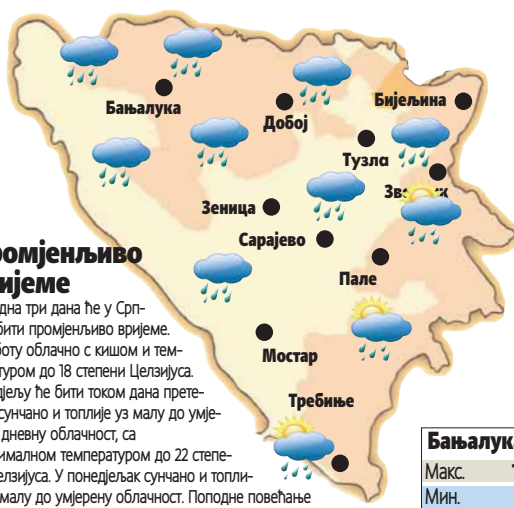 Бањалука
Добој
Бијељина
Тузла
Зеница
Сарајево
Пале
Мостар
Требиње
ромјенљиво
ијеме
дна три дана ће у Срп-
бити промјенљиво вријеме.
боту облачно с кишом и тем-
туром до 18 степени Целзијуса.
дјељу ће бити током дана прете-
сунчано и топлије уз малу до умје-
дневну облачност, са
ималном температуром до 22 степе-
елзијуса. У понедјељак сунчано и топли-
малу до умјерену облачност. Поподне повећање
Бањалука
Макс.
Мин.